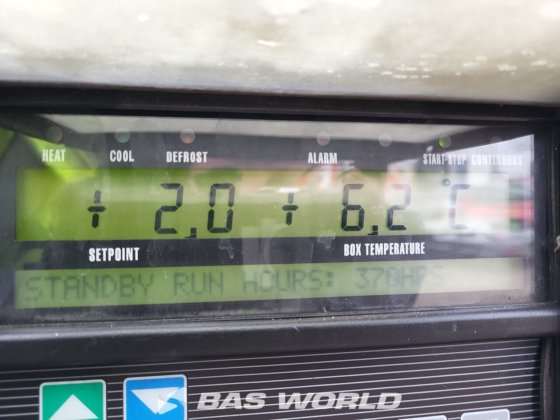 HEAT COOL DEFROST ALARM START-STOP CONTINUOUS
+ 2,0 + 6,2 °C
SETPOINT BOX TEMPERATURE
STANDBY RUN HOURS: 378HRS
BAS WORLD